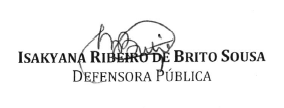 ISAKYANA RIBEIRO DE BRITO SOUSA
DEFENSORA PÚBLICA